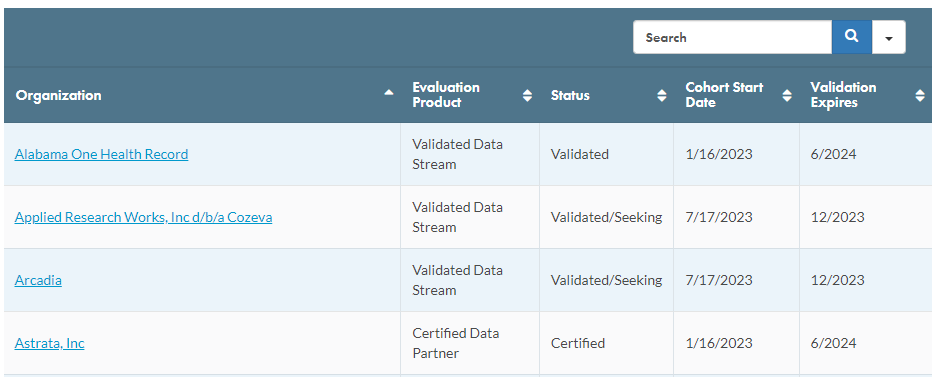 Search
Organization
Evaluation
Product
Status
Cohort Start
Date
Validation
Expires
Alabama One Health Record
Validated Data
Stream
Validated
1/16/2023
6/2024
Applied Research Works, Inc d/b/a Cozeva
Validated Data
Stream
Validated/Seeking
7/17/2023
12/2023
Arcadia
Validated Data
Stream
Validated/Seeking
7/17/2023
12/2023
Astrata, Inc
Certified Data
Partner
Certified
1/16/2023
6/2024